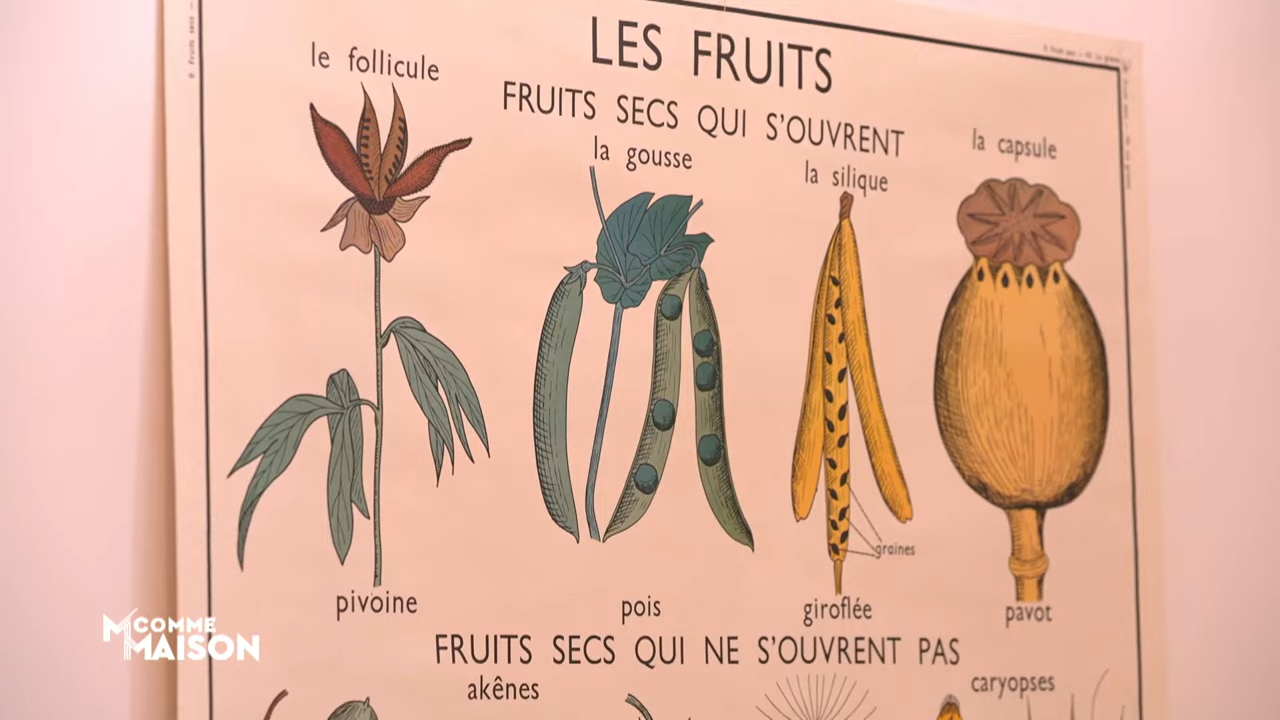 LES FRUITS
FRUITS SECS QUI S'OUVRENT
le follicule
la gousse
la silique
la capsule
graines
pivoine
pois
giroflée
pavot
FRUITS SECS QUI NE S'OUVRENT PAS
akênes
caryopses
M COMME
MAISON